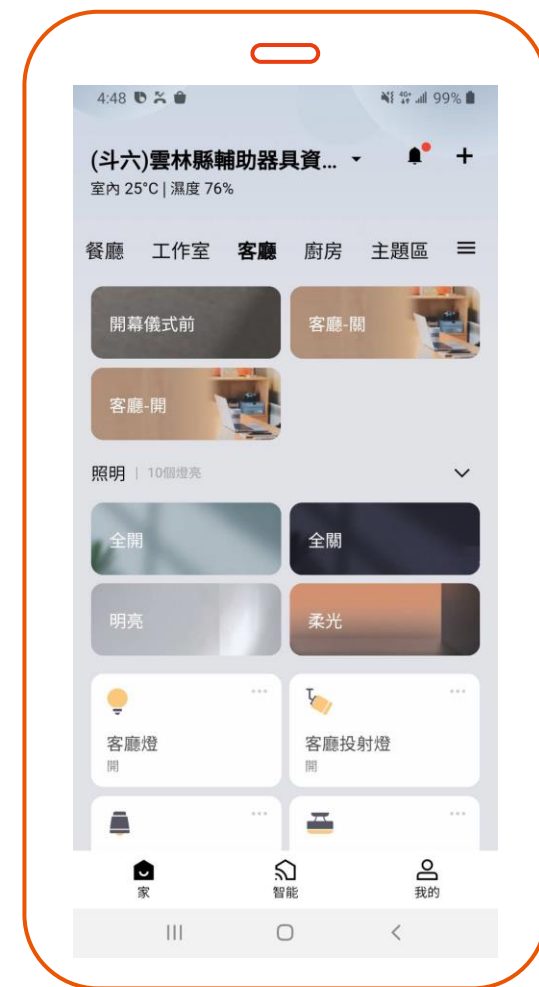 4:48 99%
(斗六)雲林縣輔助器具資...
室內 25°C | 濕度 76%
餐廳 工作室 客廳 廚房 主題區
開幕儀式前 客廳-關
客廳-開
照明 | 10個燈亮
全開 全關
明亮 柔光
客廳燈 客廳投射燈
開 開
家 智能 我的